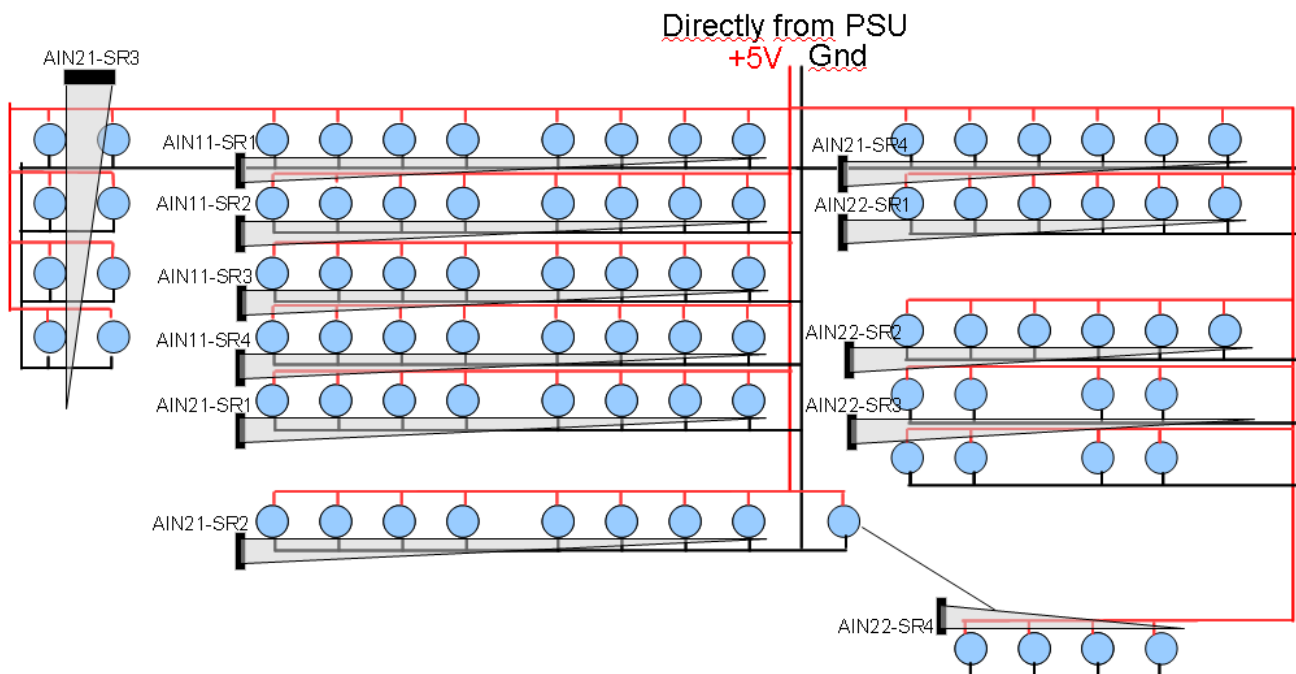 Directly from PSU
+5V Gnd
AIN21-SR3
AIN11-SR1
AIN21-SR4
AIN11-SR2
AIN22-SR1
AIN11-SR3
AIN11-SR4
AIN22-SR2
AIN21-SR1
AIN22-SR3
AIN21-SR2
AIN22-SR4